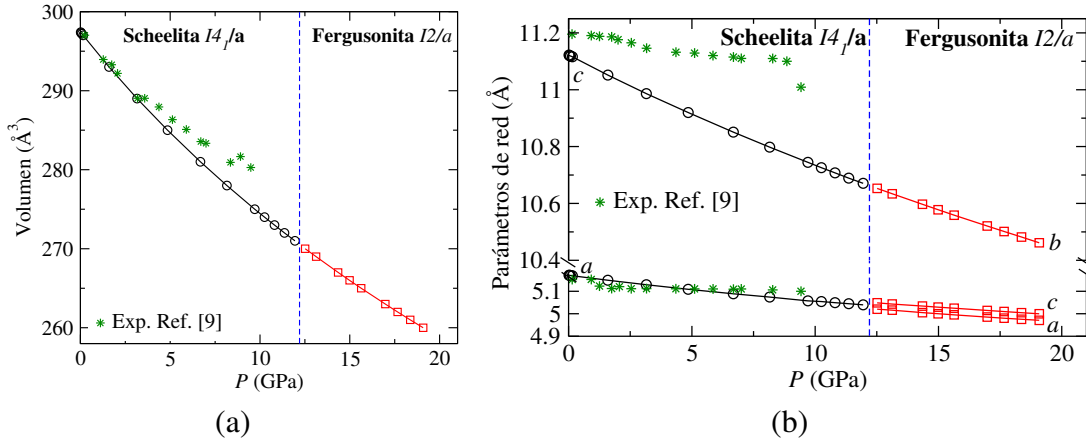 300
290
280
270
260
Volumen (Å³)
Scheelita I4₁/a
Fergusonita I2/a
Exp. Ref. [9]
0 5 10 15 20
P (GPa)
(a)
11.2
11
10.8
10.6
10.4
5.1
5
4.9
Parámetros de red (Å)
Scheelita I4₁/a
Fergusonita I2/a
c
Exp. Ref. [9]
b
a
c
a
0 5 10 15 20
P (GPa)
(b)